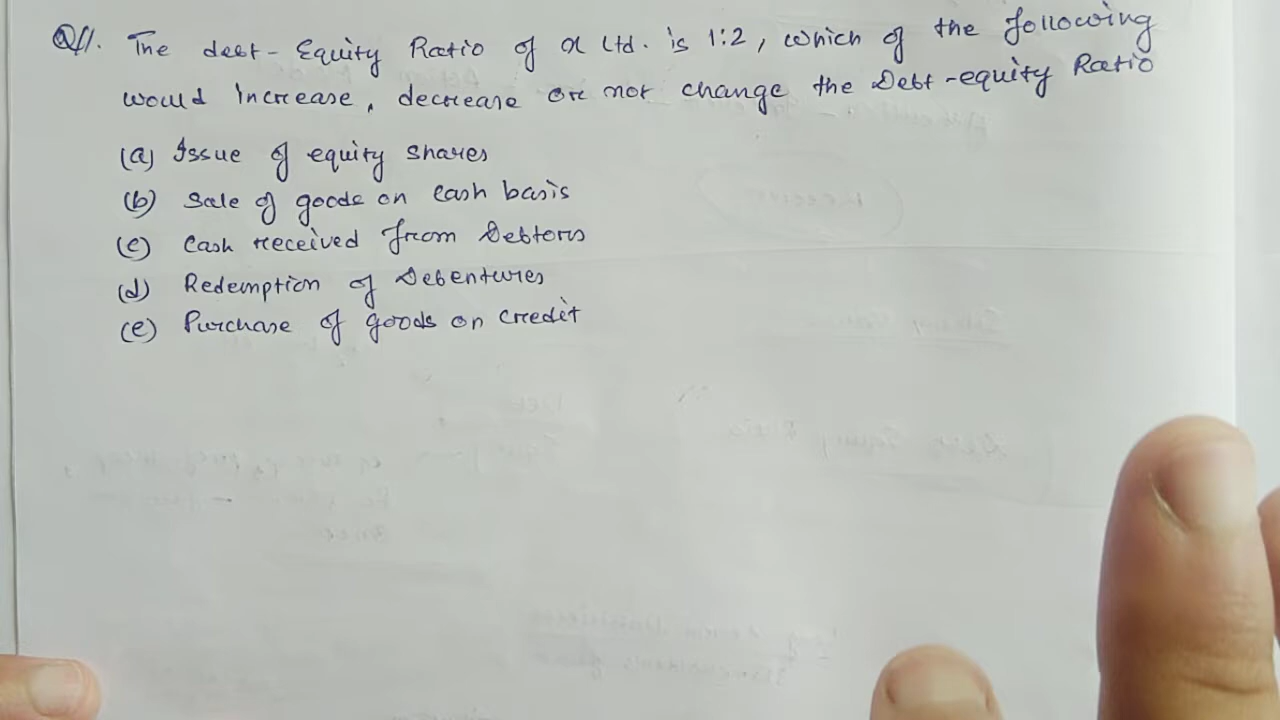 Q1. The debt-Equity Ratio of x Ltd. is 1:2, which of the following
would Increase, decrease or not change the Debt-equity Ratio
(a) Issue of equity shares
(b) Sale of goods on cash basis
(c) Cash received from Debtors
(d) Redemption of Debentures
(e) Purchase of goods on credit